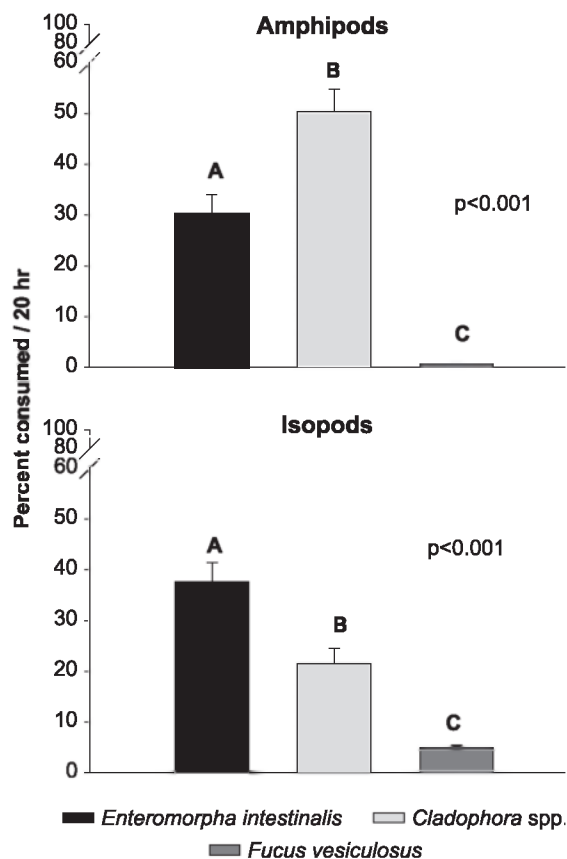 Amphipods
100
80
60
50
40
30
20
10
0
A
B
C
p<0.001
Percent consumed / 20 hr
Isopods
100
80
60
50
40
30
20
10
0
A
B
C
p<0.001
Enteromorpha intestinalis
Cladophora spp.
Fucus vesiculosus